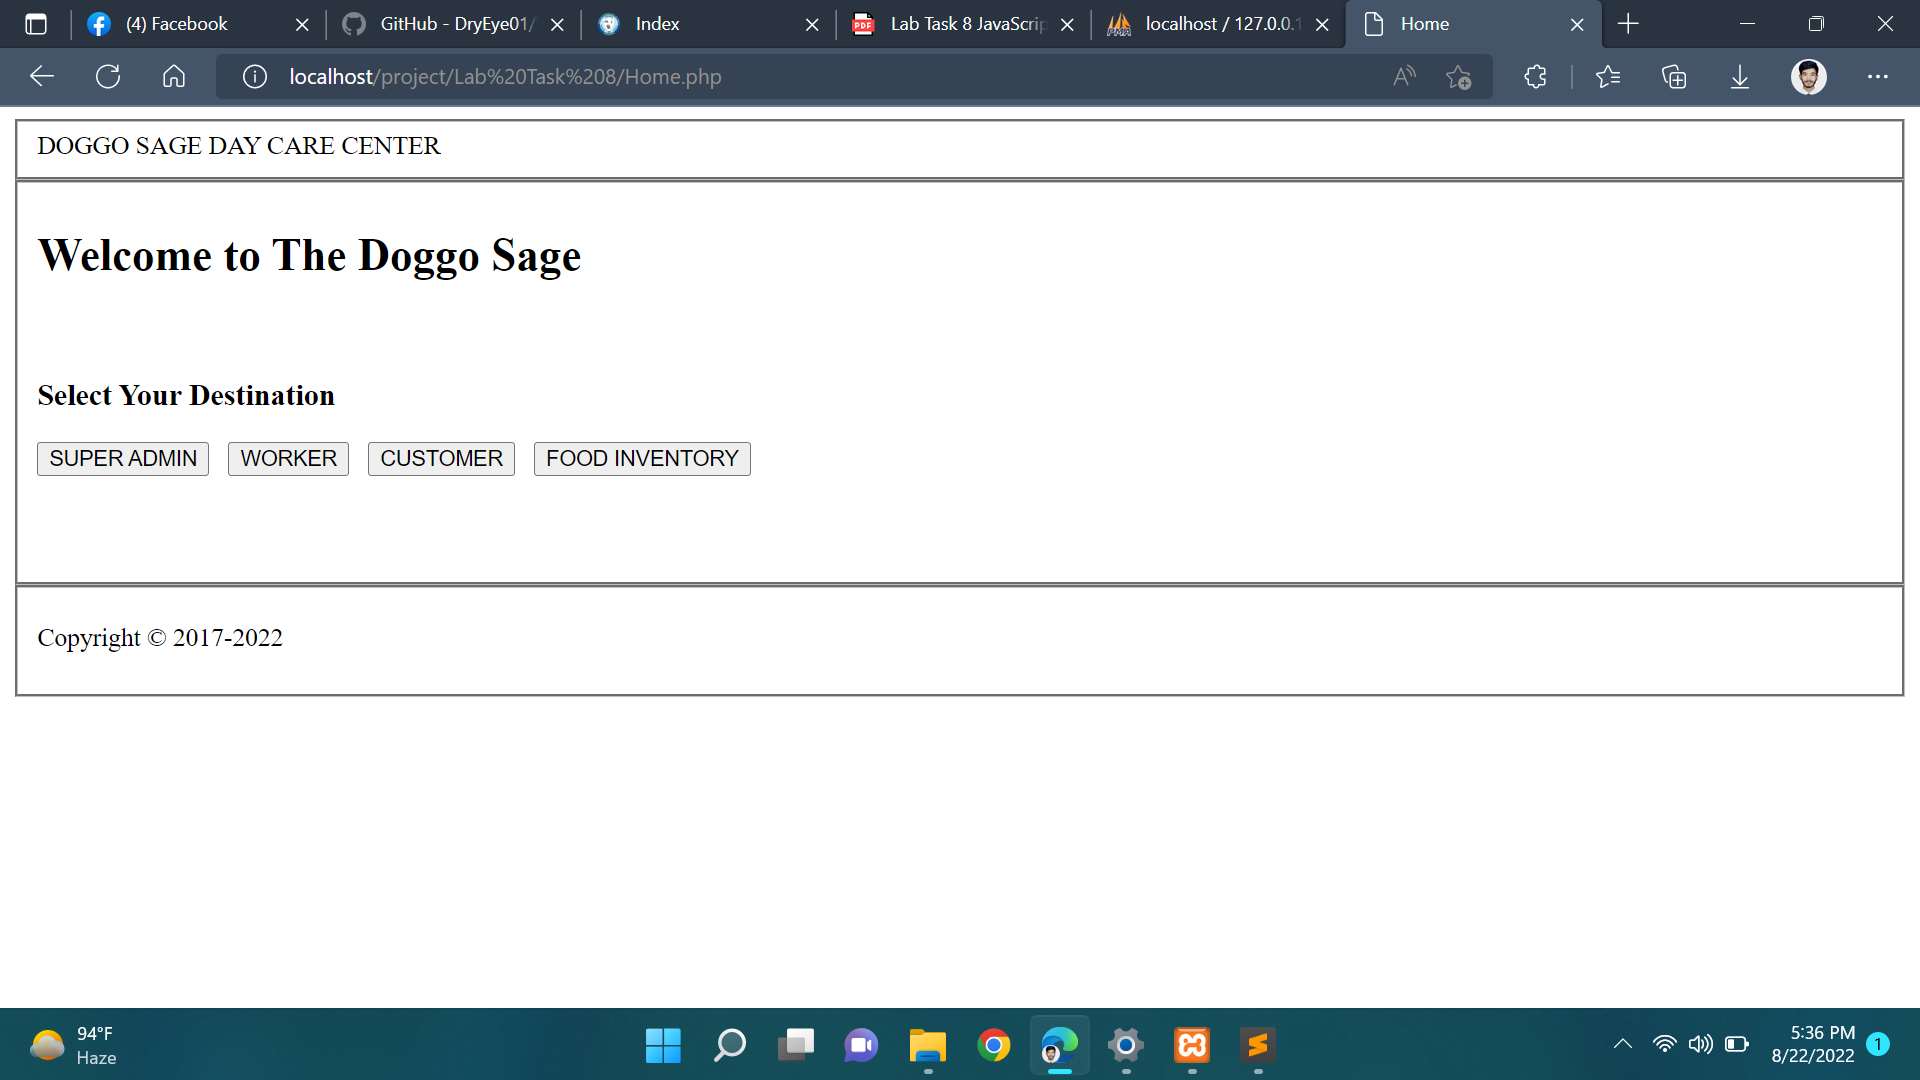 (4) Facebook
GitHub - DryEye01/
Index
Lab Task 8 JavaScrip
localhost / 127.0.0.1
Home
localhost/project/Lab%20Task%208/Home.php
DOGGO SAGE DAY CARE CENTER
Welcome to The Doggo Sage
Select Your Destination
SUPER ADMIN WORKER CUSTOMER FOOD INVENTORY
Copyright © 2017-2022
94°F
Haze
5:36 PM
8/22/2022
1